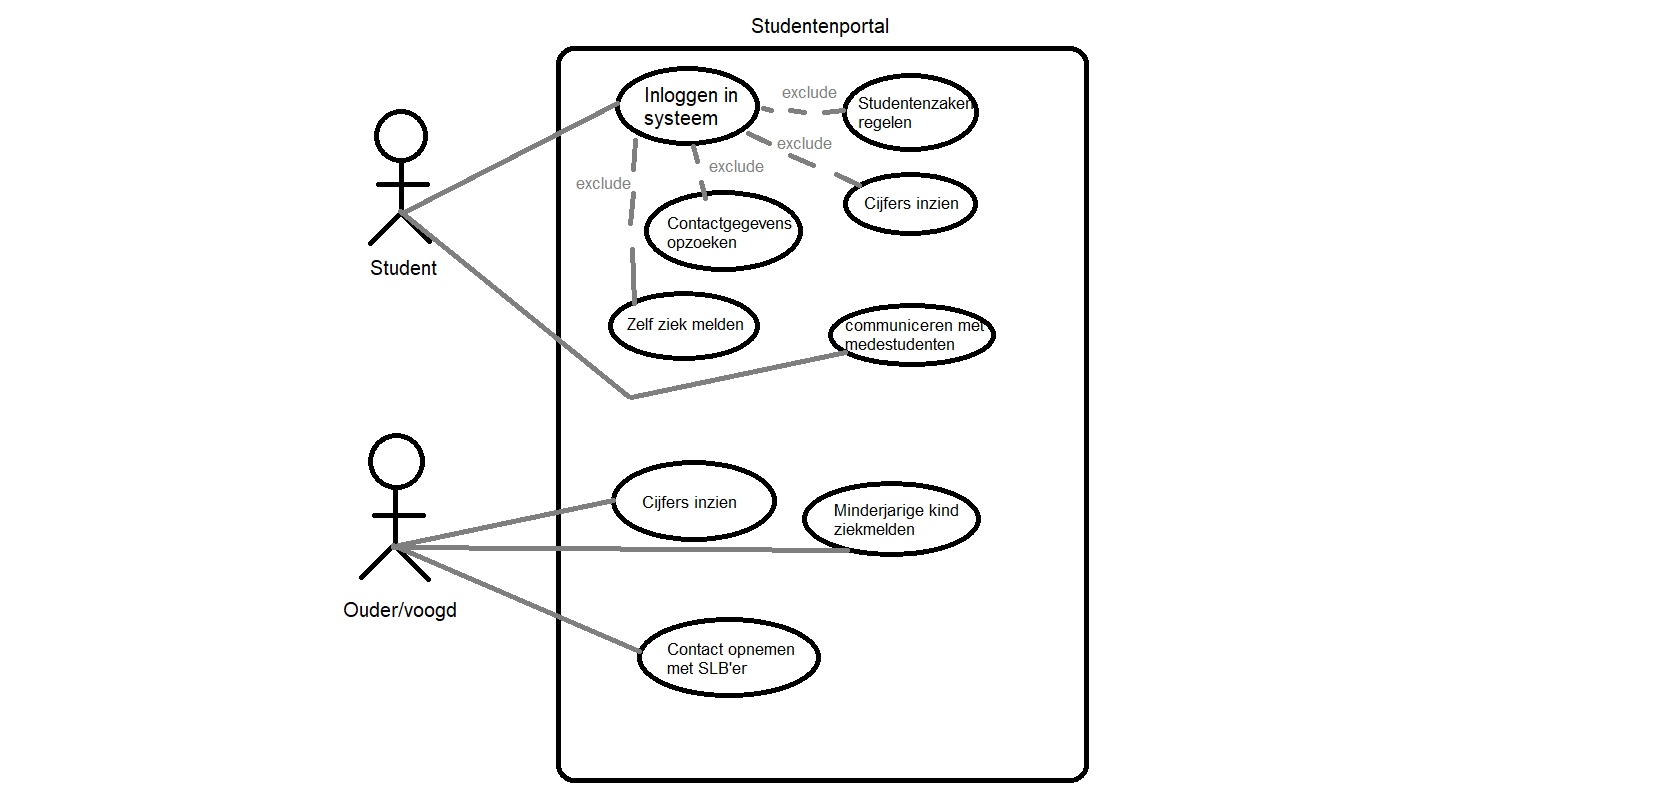 Studentenportal
Inloggen in
systeem
exclude
Studentenzaken
regelen
exclude
exclude
exclude
Cijfers inzien
Contactgegevens
opzoeken
Student
Zelf ziek melden
communiceren met
medestudenten
Cijfers inzien
Minderjarige kind
ziekmelden
Ouder/voogd
Contact opnemen
met SLB'er